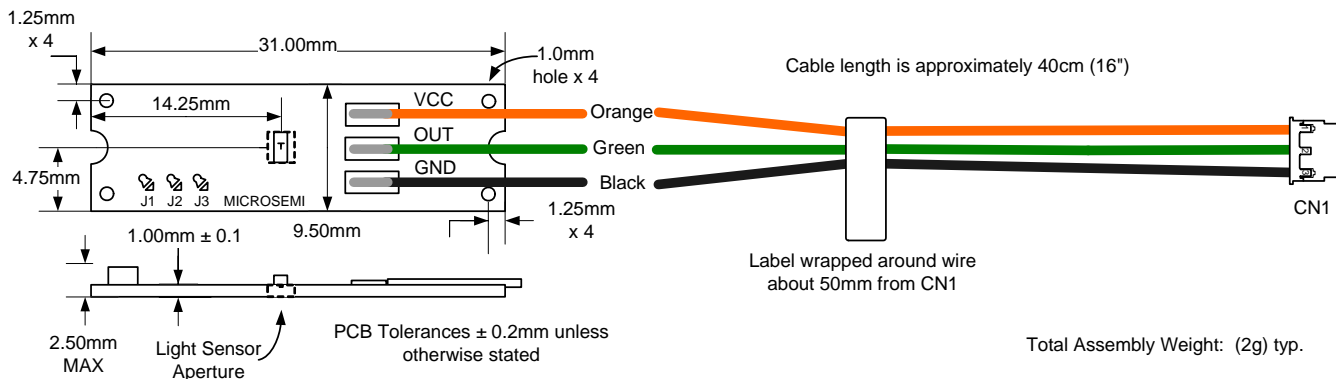 1.25mm
x 4
31.00mm
1.0mm
hole x 4
Cable length is approximately 40cm (16")
14.25mm
VCC
Orange
OUT
Green
T
4.75mm
GND
Black
J1 J2 J3 MICROSEMI
1.25mm
x 4
CN1
1.00mm ± 0.1
9.50mm
Label wrapped around wire
about 50mm from CN1
2.50mm
MAX
Light Sensor
Aperture
PCB Tolerances ± 0.2mm unless
otherwise stated
Total Assembly Weight: (2g) typ.